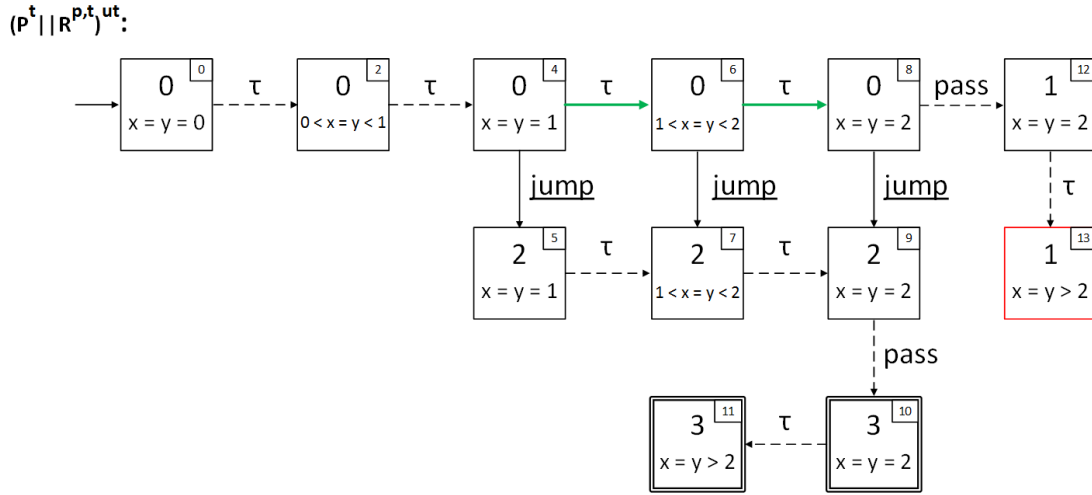 (P^t||R^p,t)^ut:
0 0 τ 0 2 τ 0 4 τ 0 6 τ 0 8 pass 1 12
x = y = 0 0 < x = y < 1 x = y = 1 1 < x = y < 2 x = y = 2 x = y = 2
jump jump jump τ
2 5 τ 2 7 τ 2 9 1 13
x = y = 1 1 < x = y < 2 x = y = 2 x = y > 2
pass
3 11 τ 3 10
x = y > 2 x = y = 2